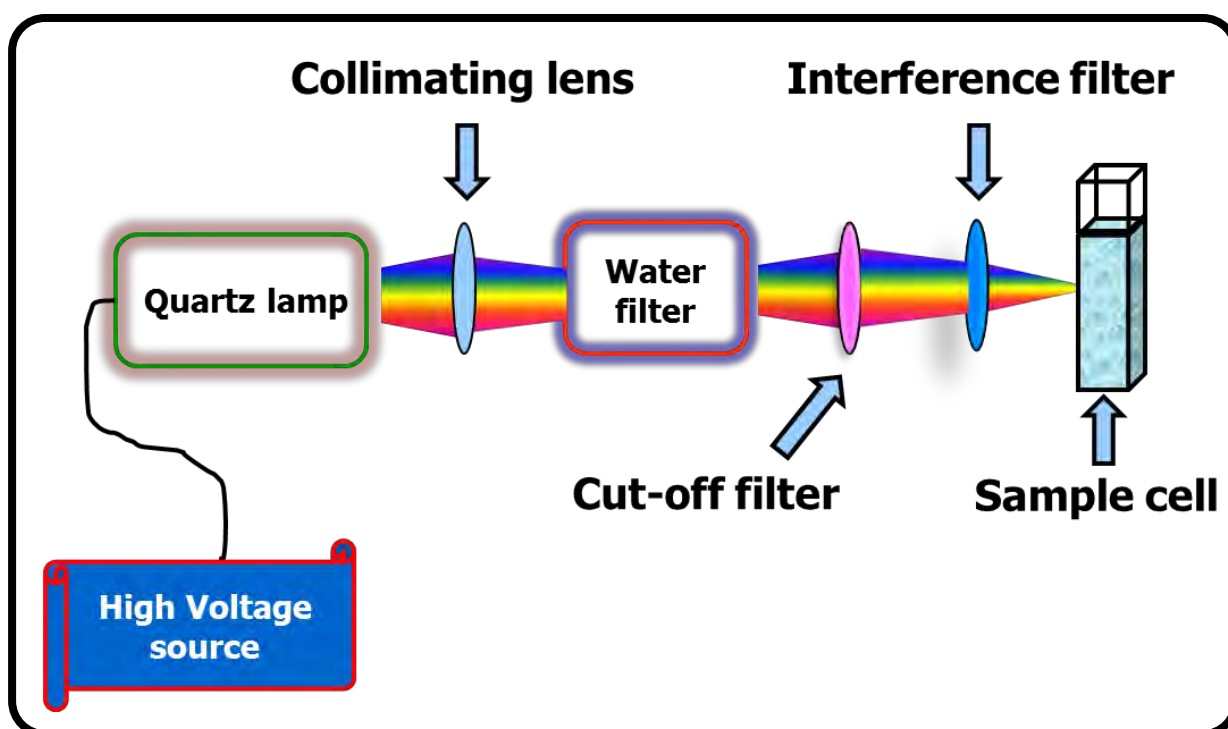 Collimating lens
Interference filter
Quartz lamp
Water
filter
Cut-off filter
Sample cell
High Voltage
source